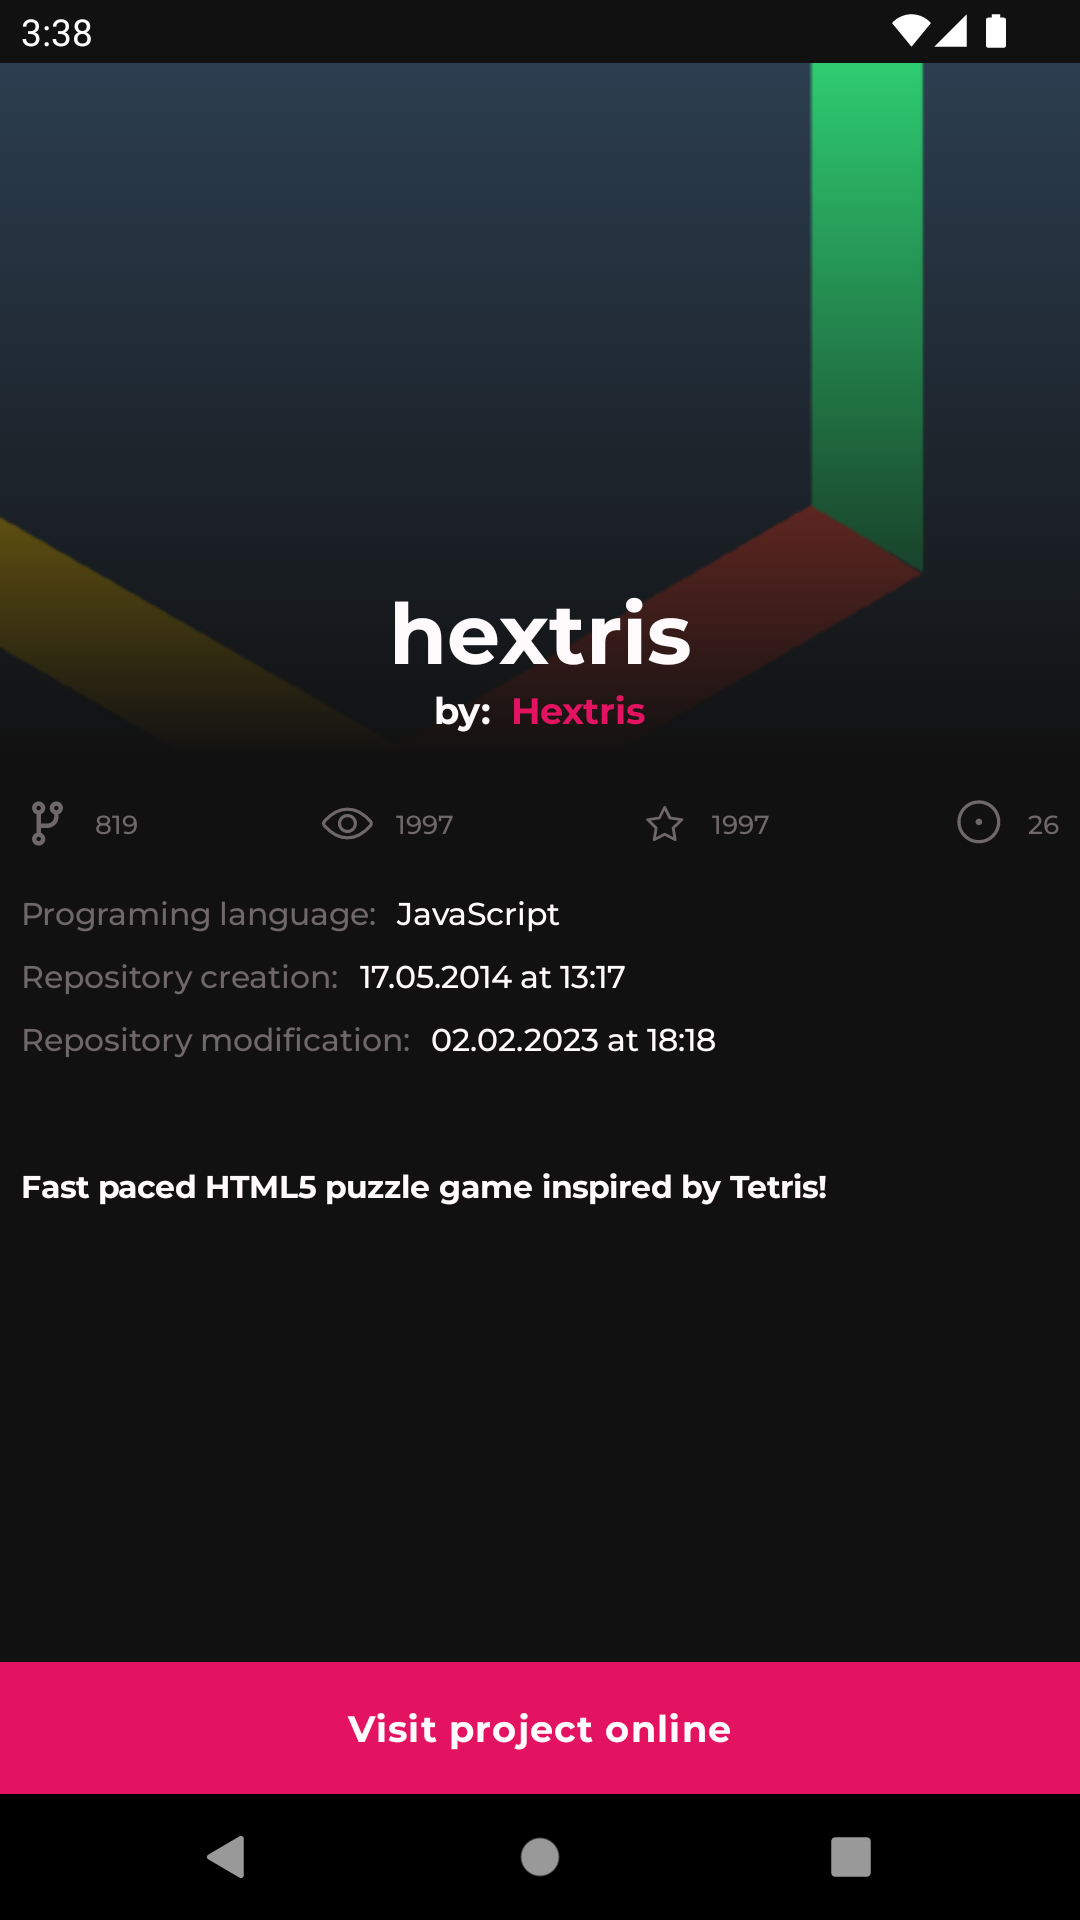 3:38
hextris
by: Hextris
819 1997 1997 26
Programing language: JavaScript
Repository creation: 17.05.2014 at 13:17
Repository modification: 02.02.2023 at 18:18
Fast paced HTML5 puzzle game inspired by Tetris!
Visit project online